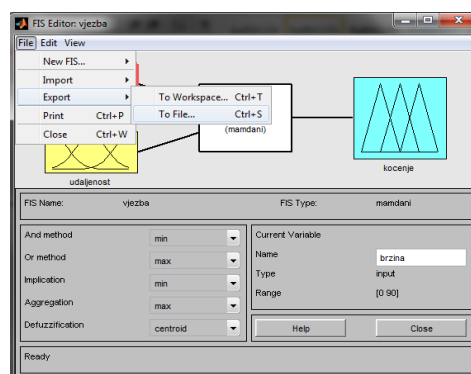 FIS Editor: vjezba
File Edit View
New FIS...
Import
Export
Print Ctrl+P
Close Ctrl+W
To Workspace... Ctrl+T
To File... Ctrl+S
(mamdani)
udaljenost
kocenje
FIS Name: vjezba FIS Type: mamdani
And method min
Or method max
Implication min
Aggregation max
Defuzzification centroid
Current Variable
Name brzina
Type input
Range [0 90]
Help Close
Ready